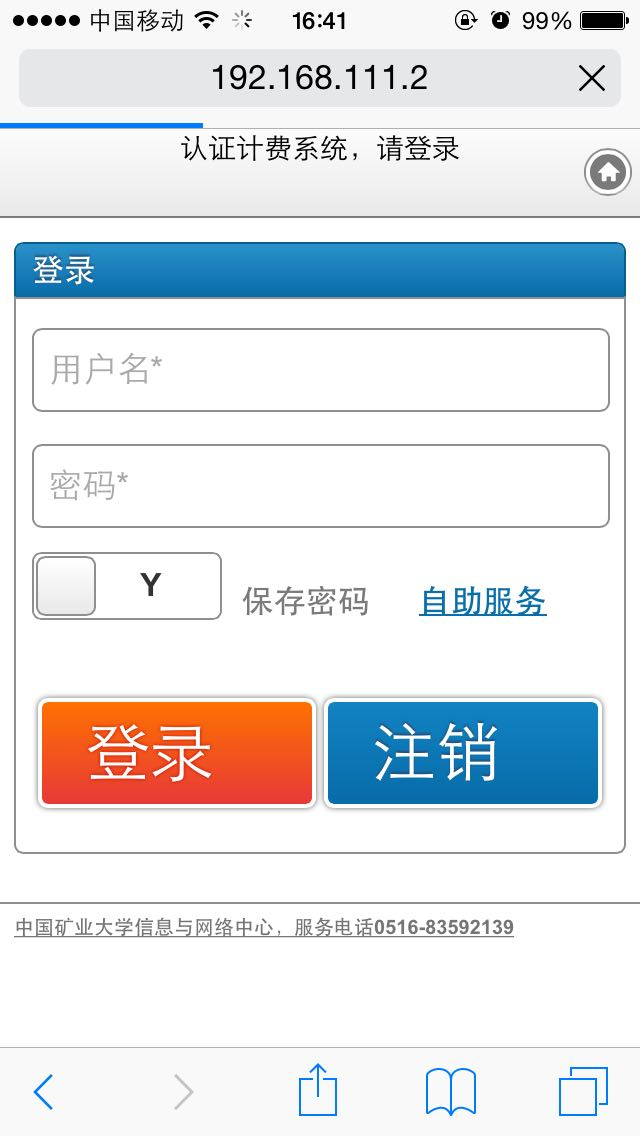 中国移动 16:41 99%
192.168.111.2
认证计费系统，请登录
登录
用户名*
密码*
Y 保存密码 自助服务
登录 注销
中国矿业大学信息与网络中心，服务电话0516-83592139